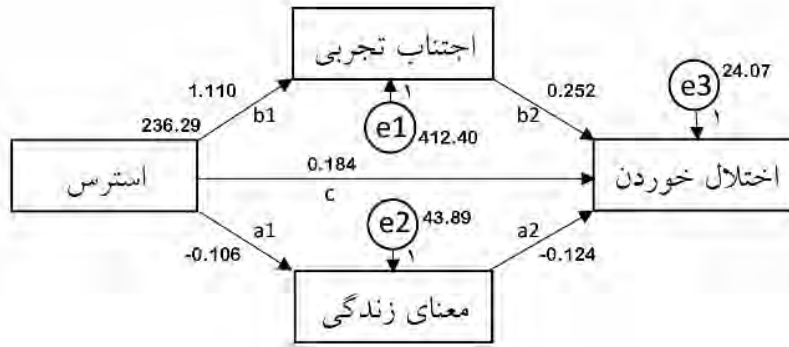 اجتناب تجربی
1.110
b1
236.29
۱
e1
412.40
0.252
b2
e3
24.07
۱
استرس
0.184
c
اختلال خوردن
a1
-0.106
e2
43.89
۱
a2
-0.124
معنای زندگی